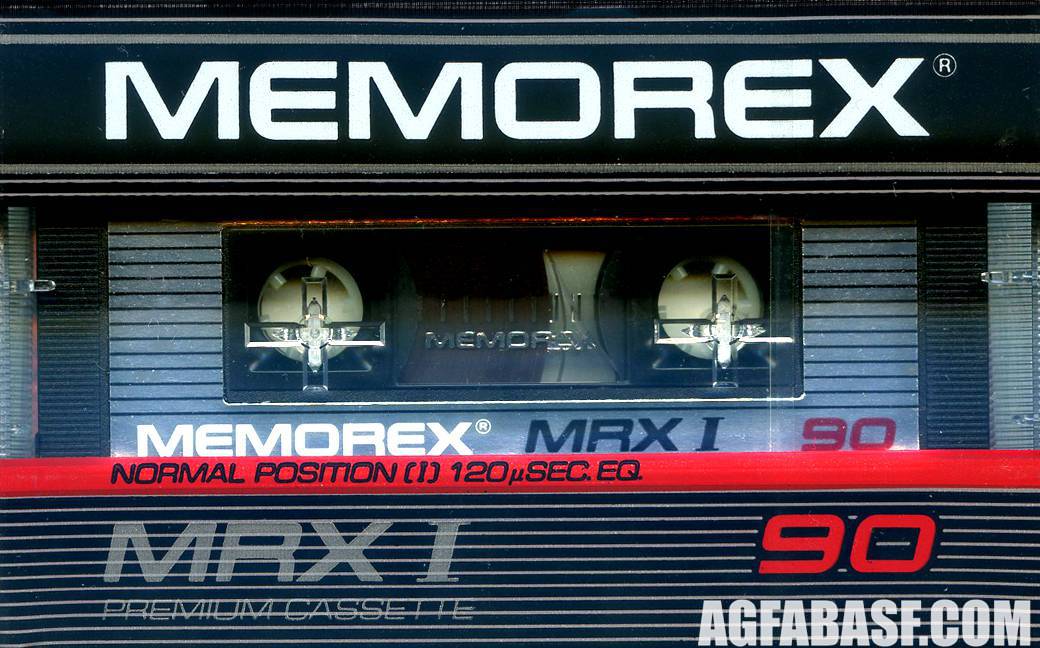 MEMOREX®
MEMOREX
MEMOREX® MRX I 90
NORMAL POSITION (I) 120µSEC. EQ.
MRX I 90
PREMIUM CASSETTE
AGFABASF.COM